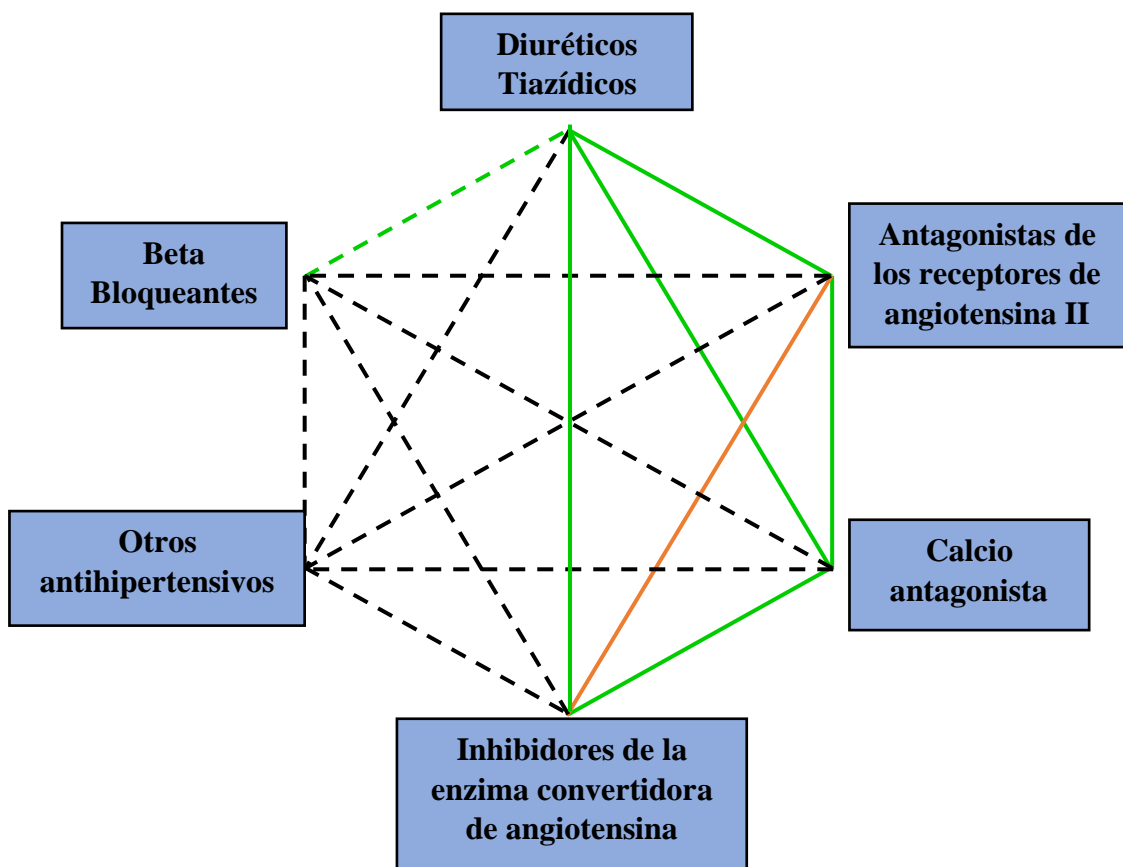 Diuréticos
Tiazídicos
Beta
Bloqueantes
Antagonistas de
los receptores de
angiotensina II
Otros
antihipertensivos
Calcio
antagonista
Inhibidores de la
enzima convertidora
de angiotensina